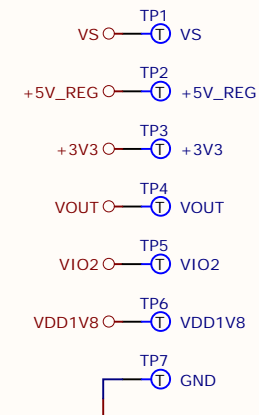 TP1
VS T VS
TP2
+5V_REG T +5V_REG
TP3
+3V3 T +3V3
TP4
VOUT T VOUT
TP5
VIO2 T VIO2
TP6
VDD1V8 T VDD1V8
TP7
T GND